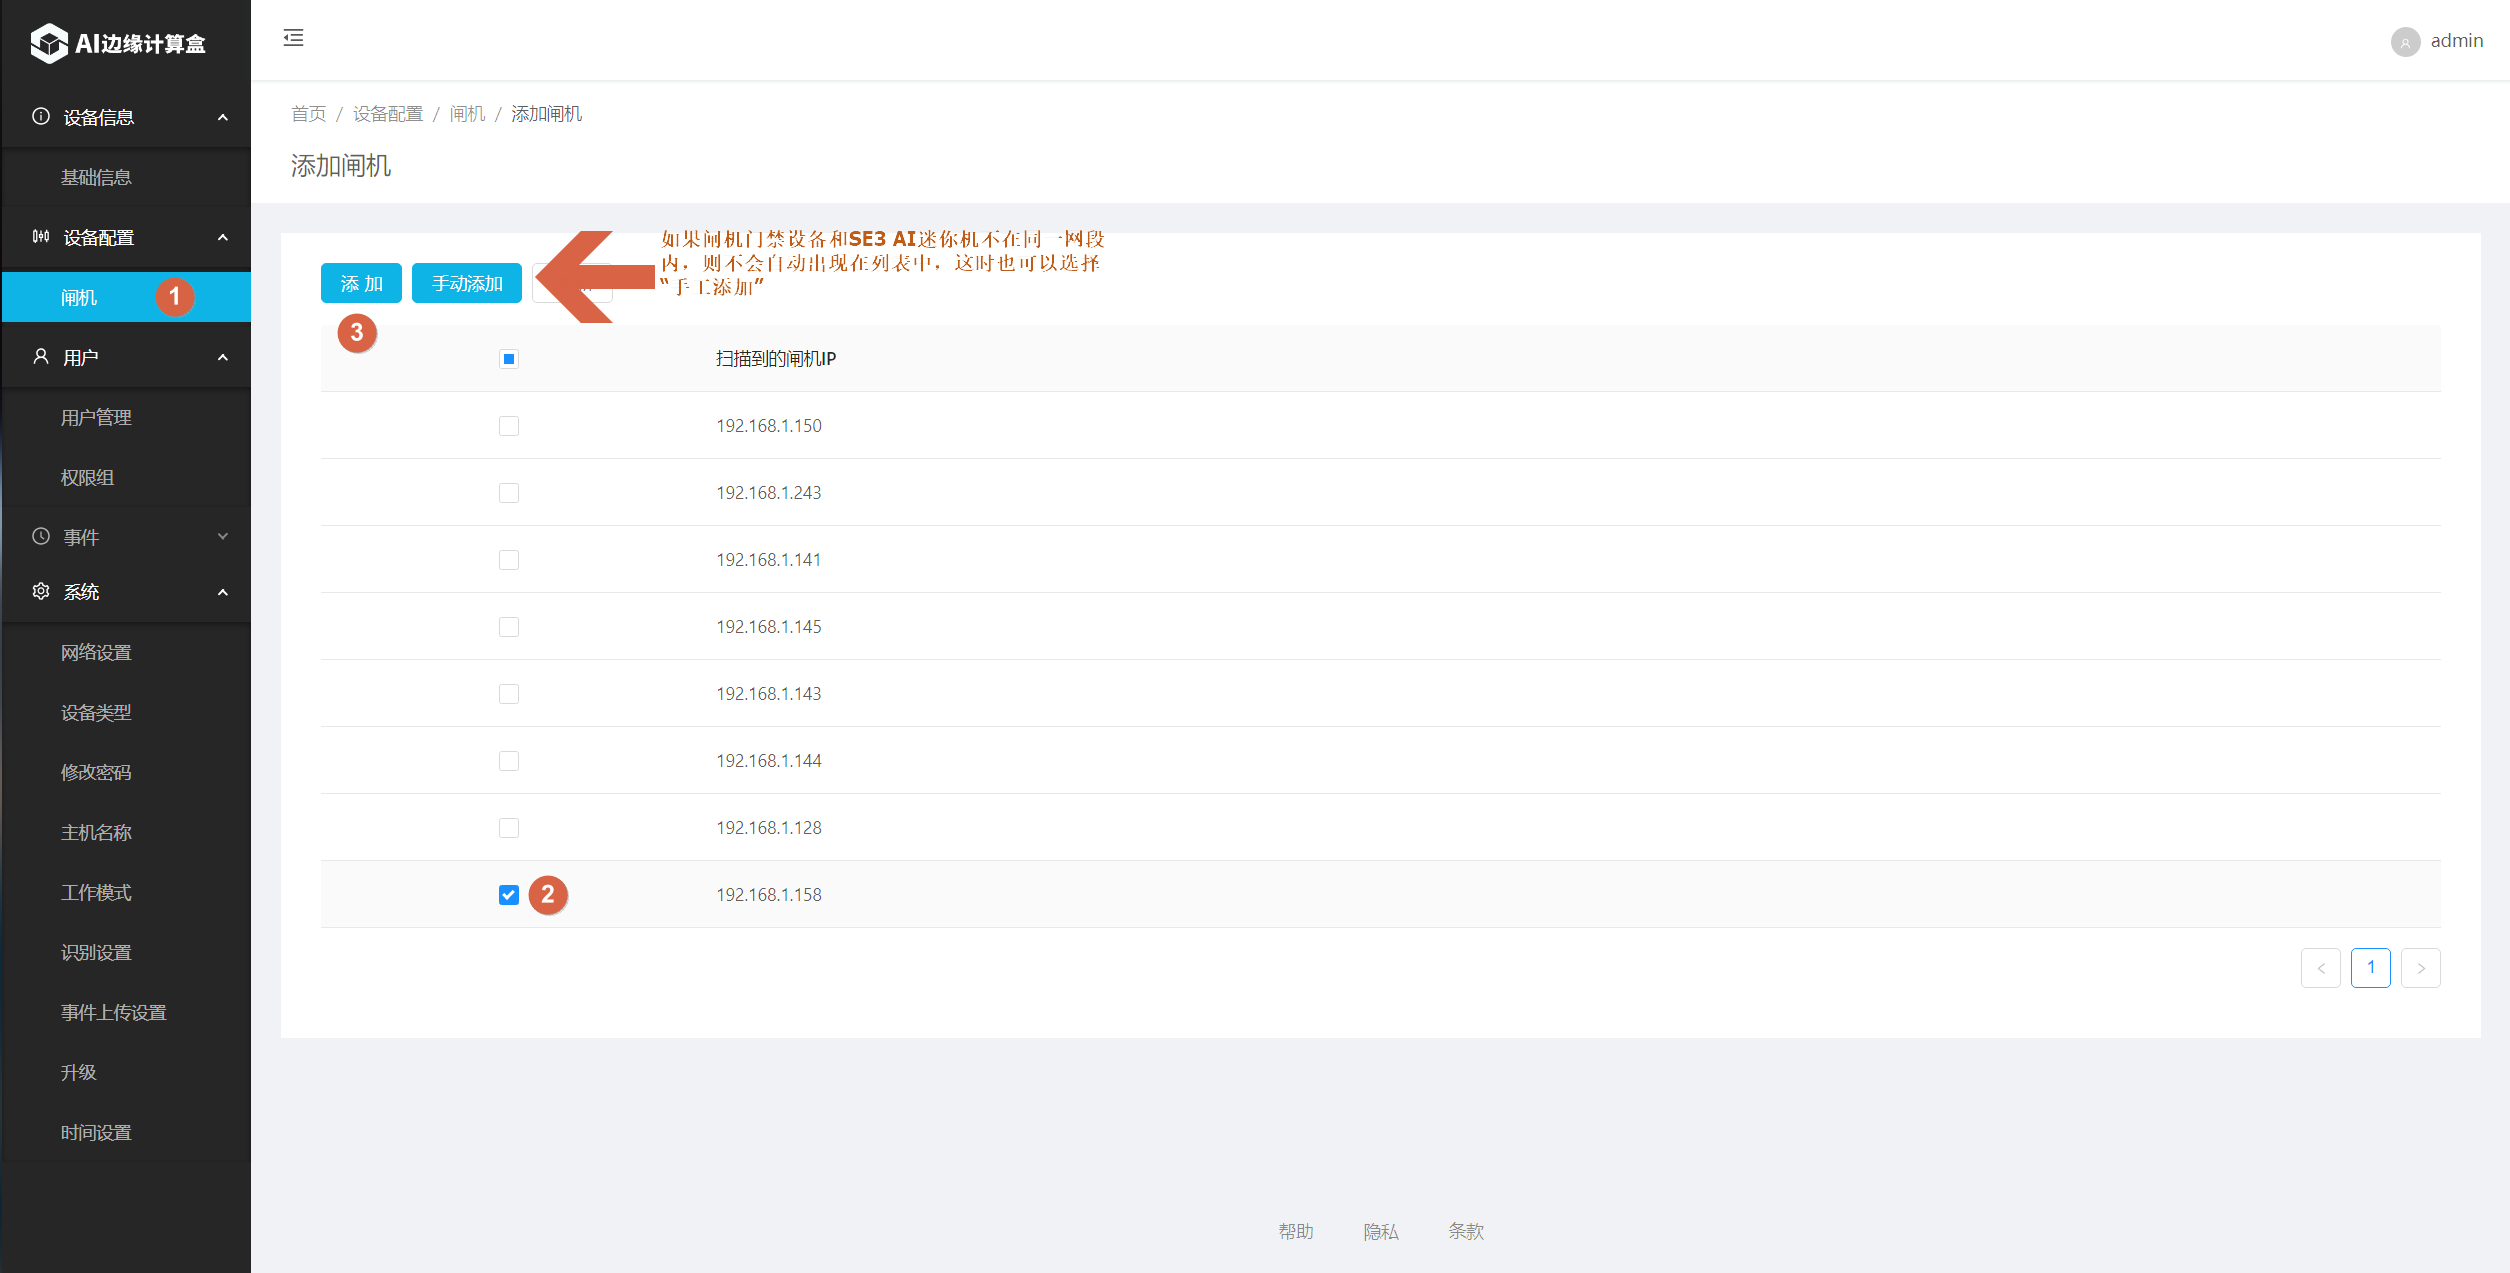 AI边缘计算盒
admin
设备信息
基础信息
设备配置
闸机
1
用户
用户管理
权限组
事件
系统
网络设置
设备类型
修改密码
主机名称
工作模式
识别设置
事件上传设置
升级
时间设置
首页 / 设备配置 / 闸机 / 添加闸机
添加闸机
添 加
手动添加
如果闸机门禁设备和SE3 AI迷你机不在同一网段
内，则不会自动出现在列表中，这时也可以选择
“手工添加”
3
扫描到的闸机IP
192.168.1.150
192.168.1.243
192.168.1.141
192.168.1.145
192.168.1.143
192.168.1.144
192.168.1.128
2 192.168.1.158
< 1 >
帮助 隐私 条款